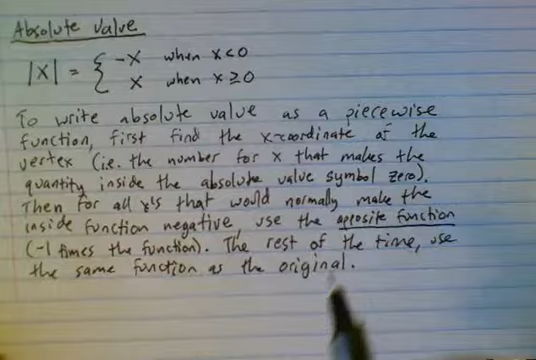 Absolute Value
|x| = { -x when x < 0
x when x ≥ 0
To write absolute value as a piecewise
function, first find the x-coordinate of the
vertex (i.e. the number for x that makes the
quantity inside the absolute value symbol zero).
Then for all x's that would normally make the
inside function negative, use the opposite function
(-1 times the function). The rest of the time, use
the same function as the original.